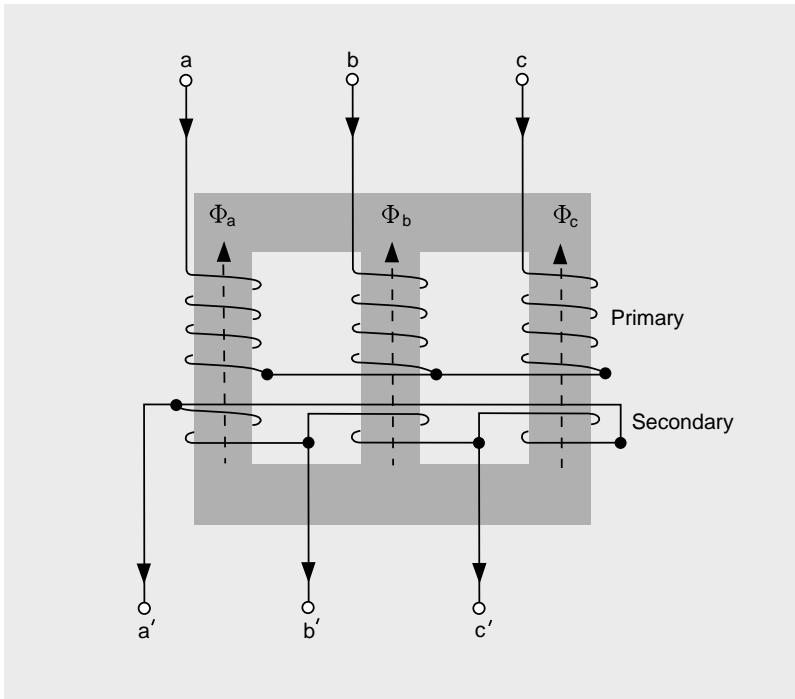 a b c
Φa Φb Φc
Primary
Secondary
a′ b′ c′